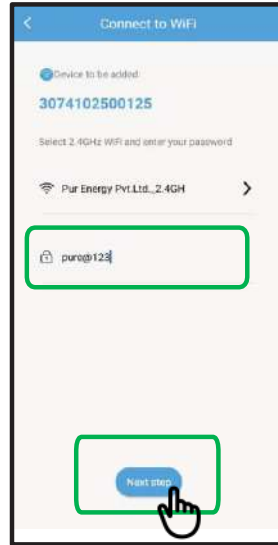 Connect to WiFi
Device to be added:
3074102500125
Select 2.4GHz WiFi and enter your password
Pur Energy Pvt.Ltd._2.4GH
pure@123
Next step